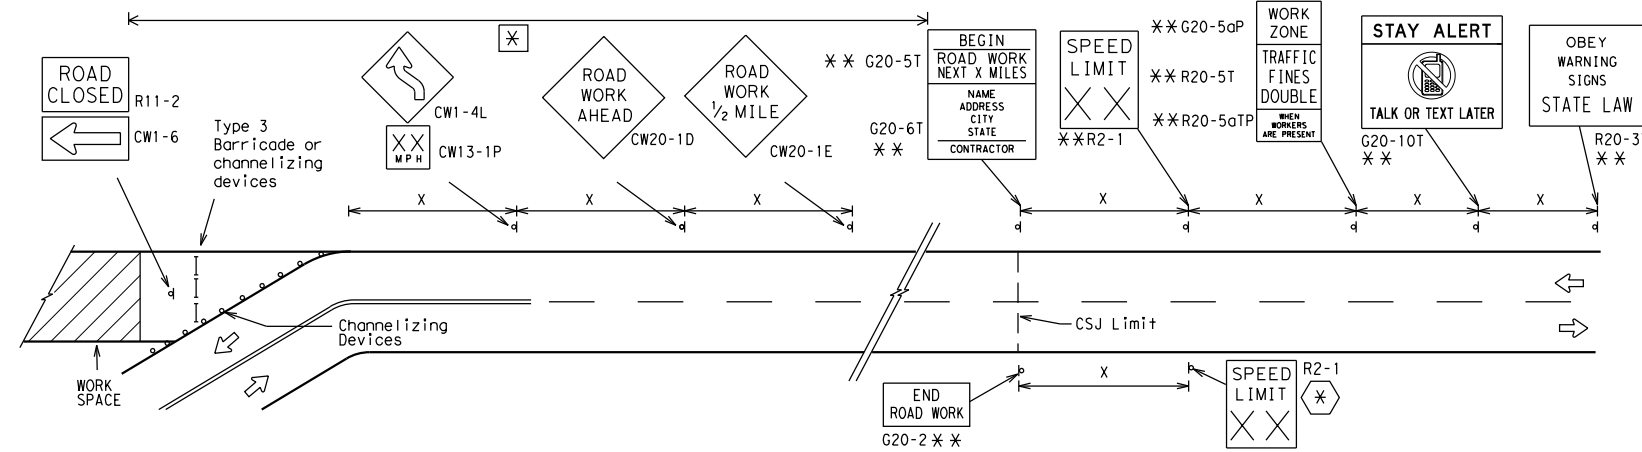 ROAD
CLOSED
R11-2
CW1-6
Type 3
Barricade or
channelizing
devices
*
CW1-4L
XX
MPH
CW13-1P
ROAD
WORK
AHEAD
CW20-1D
ROAD
WORK
1/2 MILE
CW20-1E
** G20-5T
BEGIN
ROAD WORK
NEXT X MILES
NAME
ADDRESS
CITY
STATE
CONTRACTOR
G20-6T
**
SPEED
LIMIT
XX
**R2-1
**G20-5aP
**R20-5T
**R20-5aTP
WORK
ZONE
TRAFFIC
FINES
DOUBLE
WHEN
WORKERS
ARE PRESENT
STAY ALERT
TALK OR TEXT LATER
G20-10T
**
OBEY
WARNING
SIGNS
STATE LAW
R20-3
**
X X X X X X X
Channelizing
Devices
WORK
SPACE
CSJ Limit
X
END
ROAD WORK
G20-2 **
SPEED
LIMIT
XX
R2-1
*